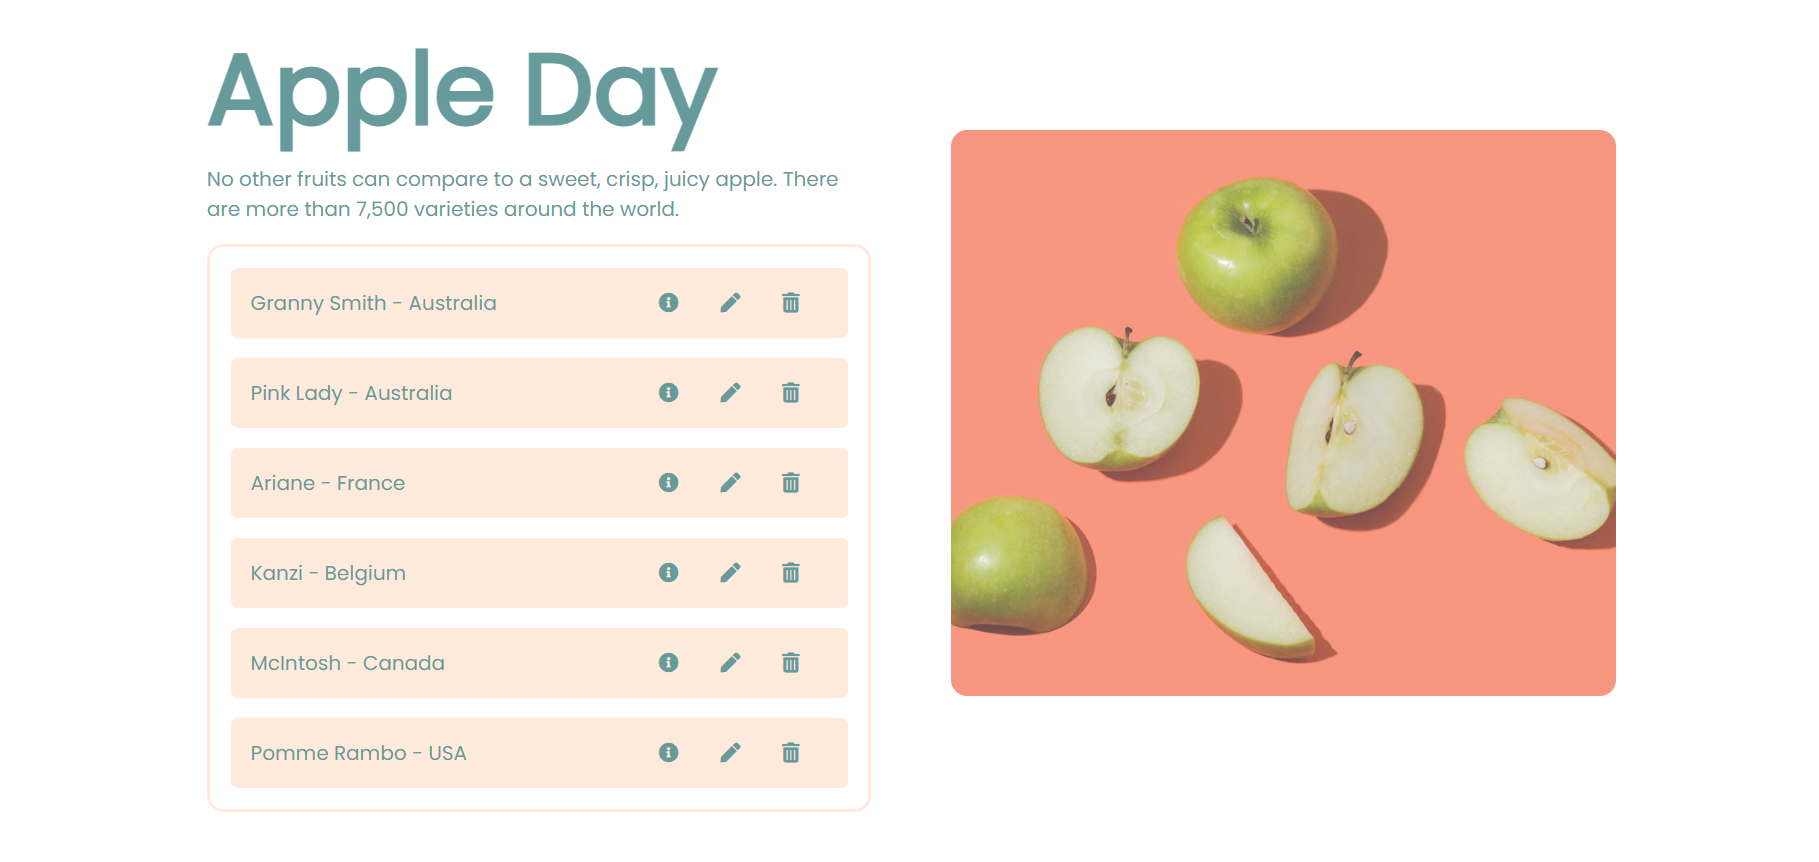 Apple Day
No other fruits can compare to a sweet, crisp, juicy apple. There
are more than 7,500 varieties around the world.
Granny Smith - Australia
Pink Lady - Australia
Ariane - France
Kanzi - Belgium
McIntosh - Canada
Pomme Rambo - USA